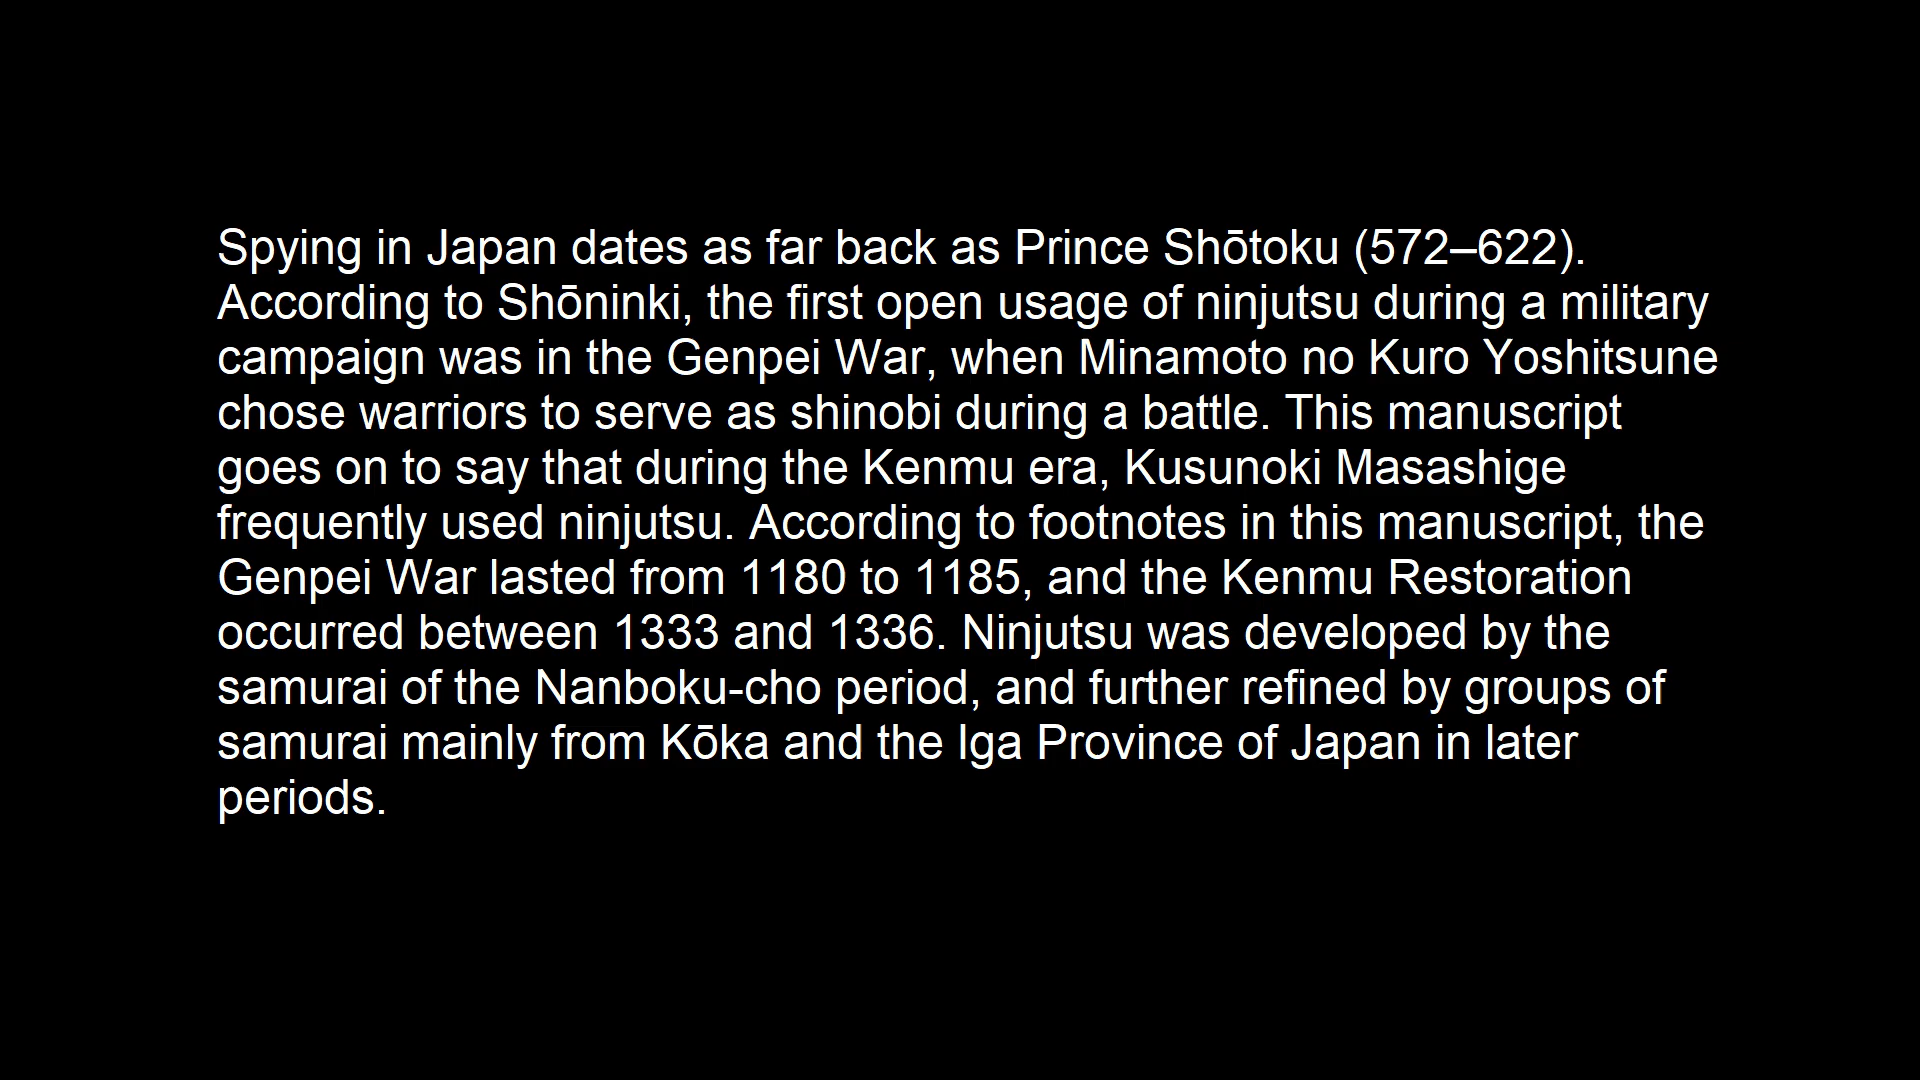 Spying in Japan dates as far back as Prince Shōtoku (572–622).
According to Shōninki, the first open usage of ninjutsu during a military
campaign was in the Genpei War, when Minamoto no Kuro Yoshitsune
chose warriors to serve as shinobi during a battle. This manuscript
goes on to say that during the Kenmu era, Kusunoki Masashige
frequently used ninjutsu. According to footnotes in this manuscript, the
Genpei War lasted from 1180 to 1185, and the Kenmu Restoration
occurred between 1333 and 1336. Ninjutsu was developed by the
samurai of the Nanboku-cho period, and further refined by groups of
samurai mainly from Kōka and the Iga Province of Japan in later
periods.